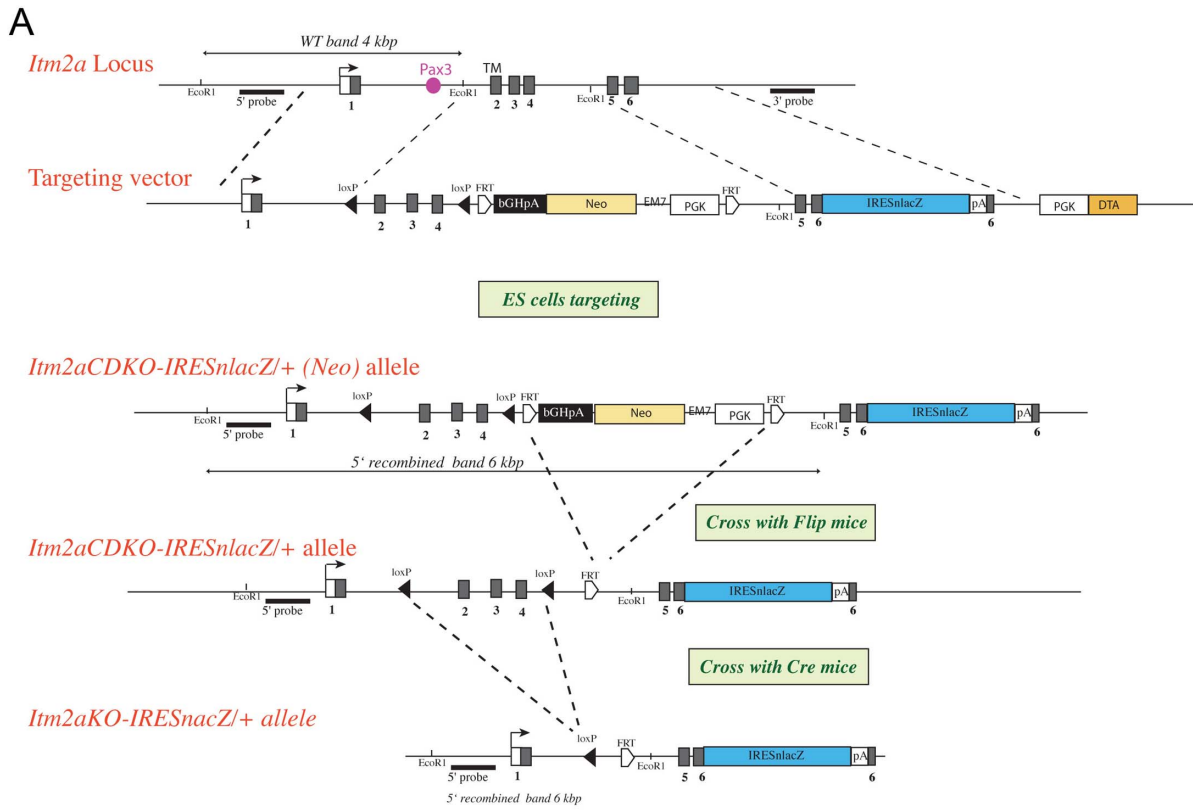 A
WT band 4 kbp
Itm2a Locus
Pax3
TM
EcoR1
EcoR1
EcoR1
5' probe
1
2
3
4
5
6
3' probe
Targeting vector
loxP
loxP
FRT
bGHpA
Neo
EM7
PGK
FRT
EcoR1
IRESnlacZ
pA
PGK
DTA
1
2
3
4
5
6
6
ES cells targeting
Itm2aCDKO-IRESnlacZ/+ (Neo) allele
EcoR1
loxP
loxP
FRT
bGHpA
Neo
EM7
PGK
FRT
EcoR1
IRESnlacZ
pA
5' probe
1
2
3
4
5
6
6
5' recombined band 6 kbp
Cross with Flip mice
Itm2aCDKO-IRESnlacZ/+ allele
EcoR1
loxP
loxP
FRT
EcoR1
IRESnlacZ
pA
5' probe
1
2
3
4
5
6
6
Cross with Cre mice
Itm2aKO-IRESnacZ/+ allele
EcoR1
loxP
FRT
EcoR1
IRESnlacZ
pA
5' probe
1
5
6
6
5' recombined band 6 kbp